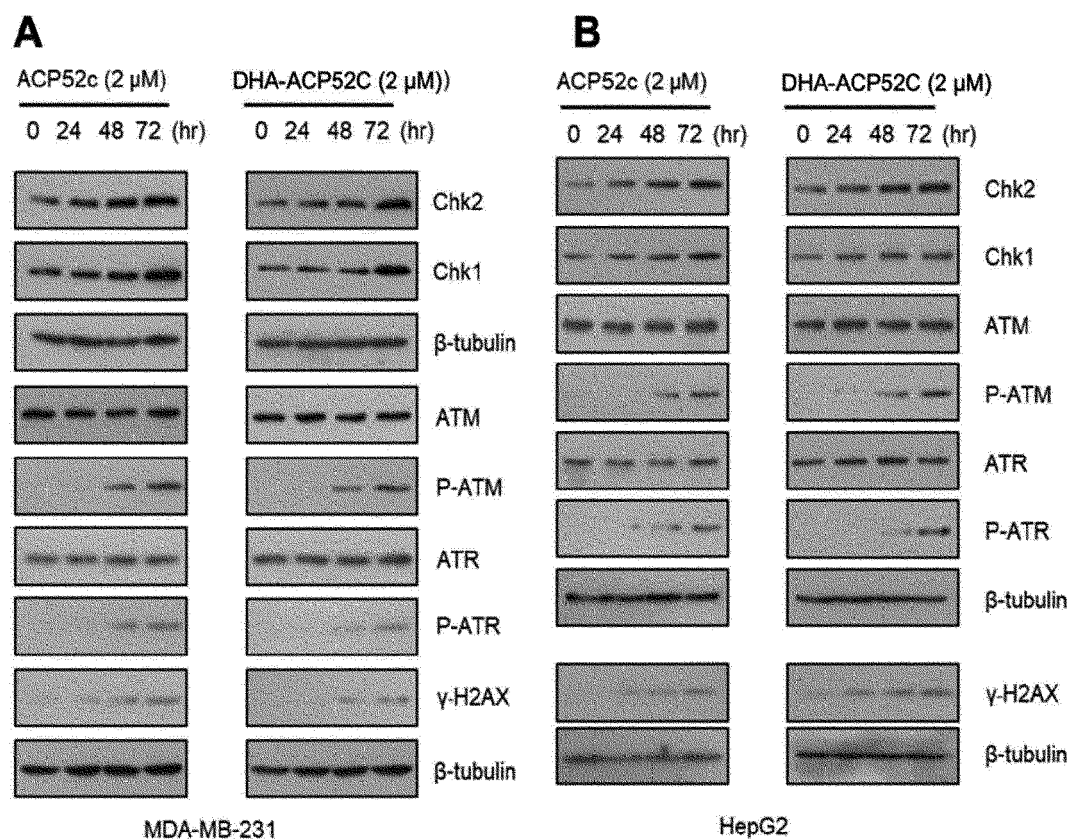 A
ACP52c (2 µM)
DHA-ACP52C (2 µM))
0 24 48 72 (hr)
0 24 48 72 (hr)
Chk2
Chk1
β-tubulin
ATM
P-ATM
ATR
P-ATR
γ-H2AX
β-tubulin
MDA-MB-231
B
ACP52c (2 µM)
DHA-ACP52C (2 µM)
0 24 48 72 (hr)
0 24 48 72 (hr)
Chk2
Chk1
ATM
P-ATM
ATR
P-ATR
β-tubulin
γ-H2AX
β-tubulin
HepG2